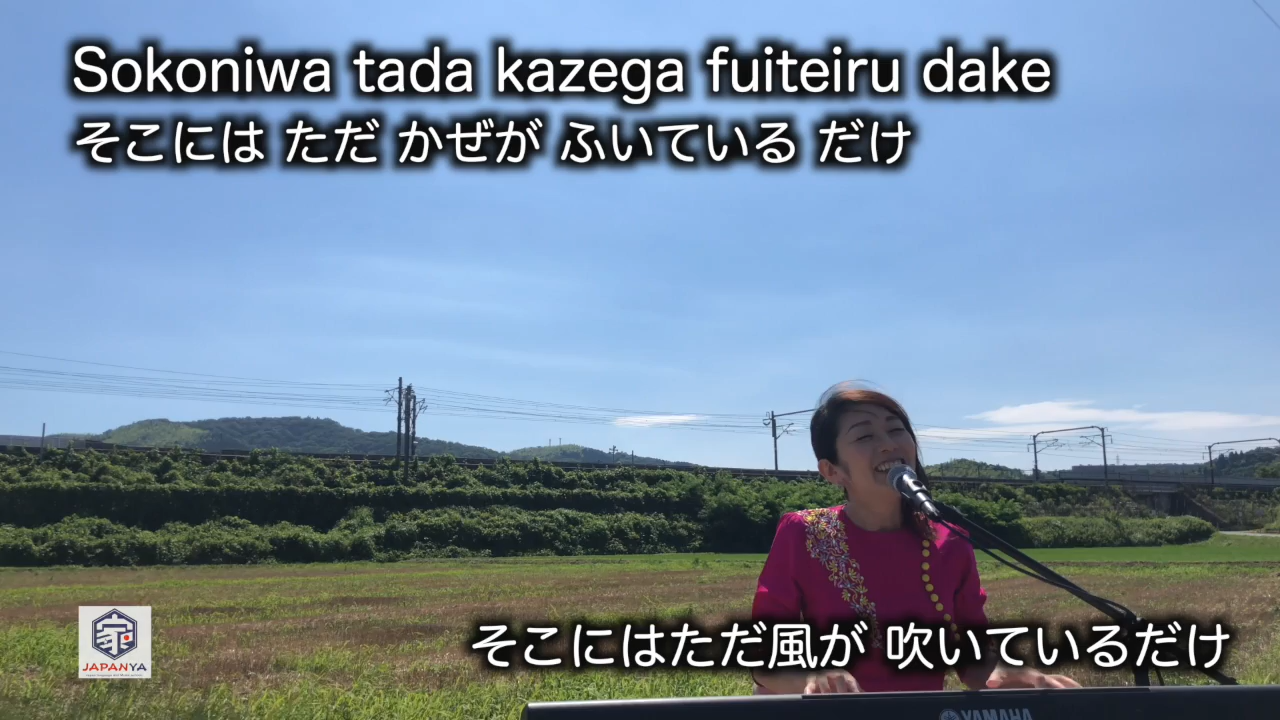 Sokoniwa tada kazega fuiteiru dake
そこには ただ かぜが ふいている だけ
そこにはただ風が 吹いているだけ
家
JAPANYA
YAMAHA